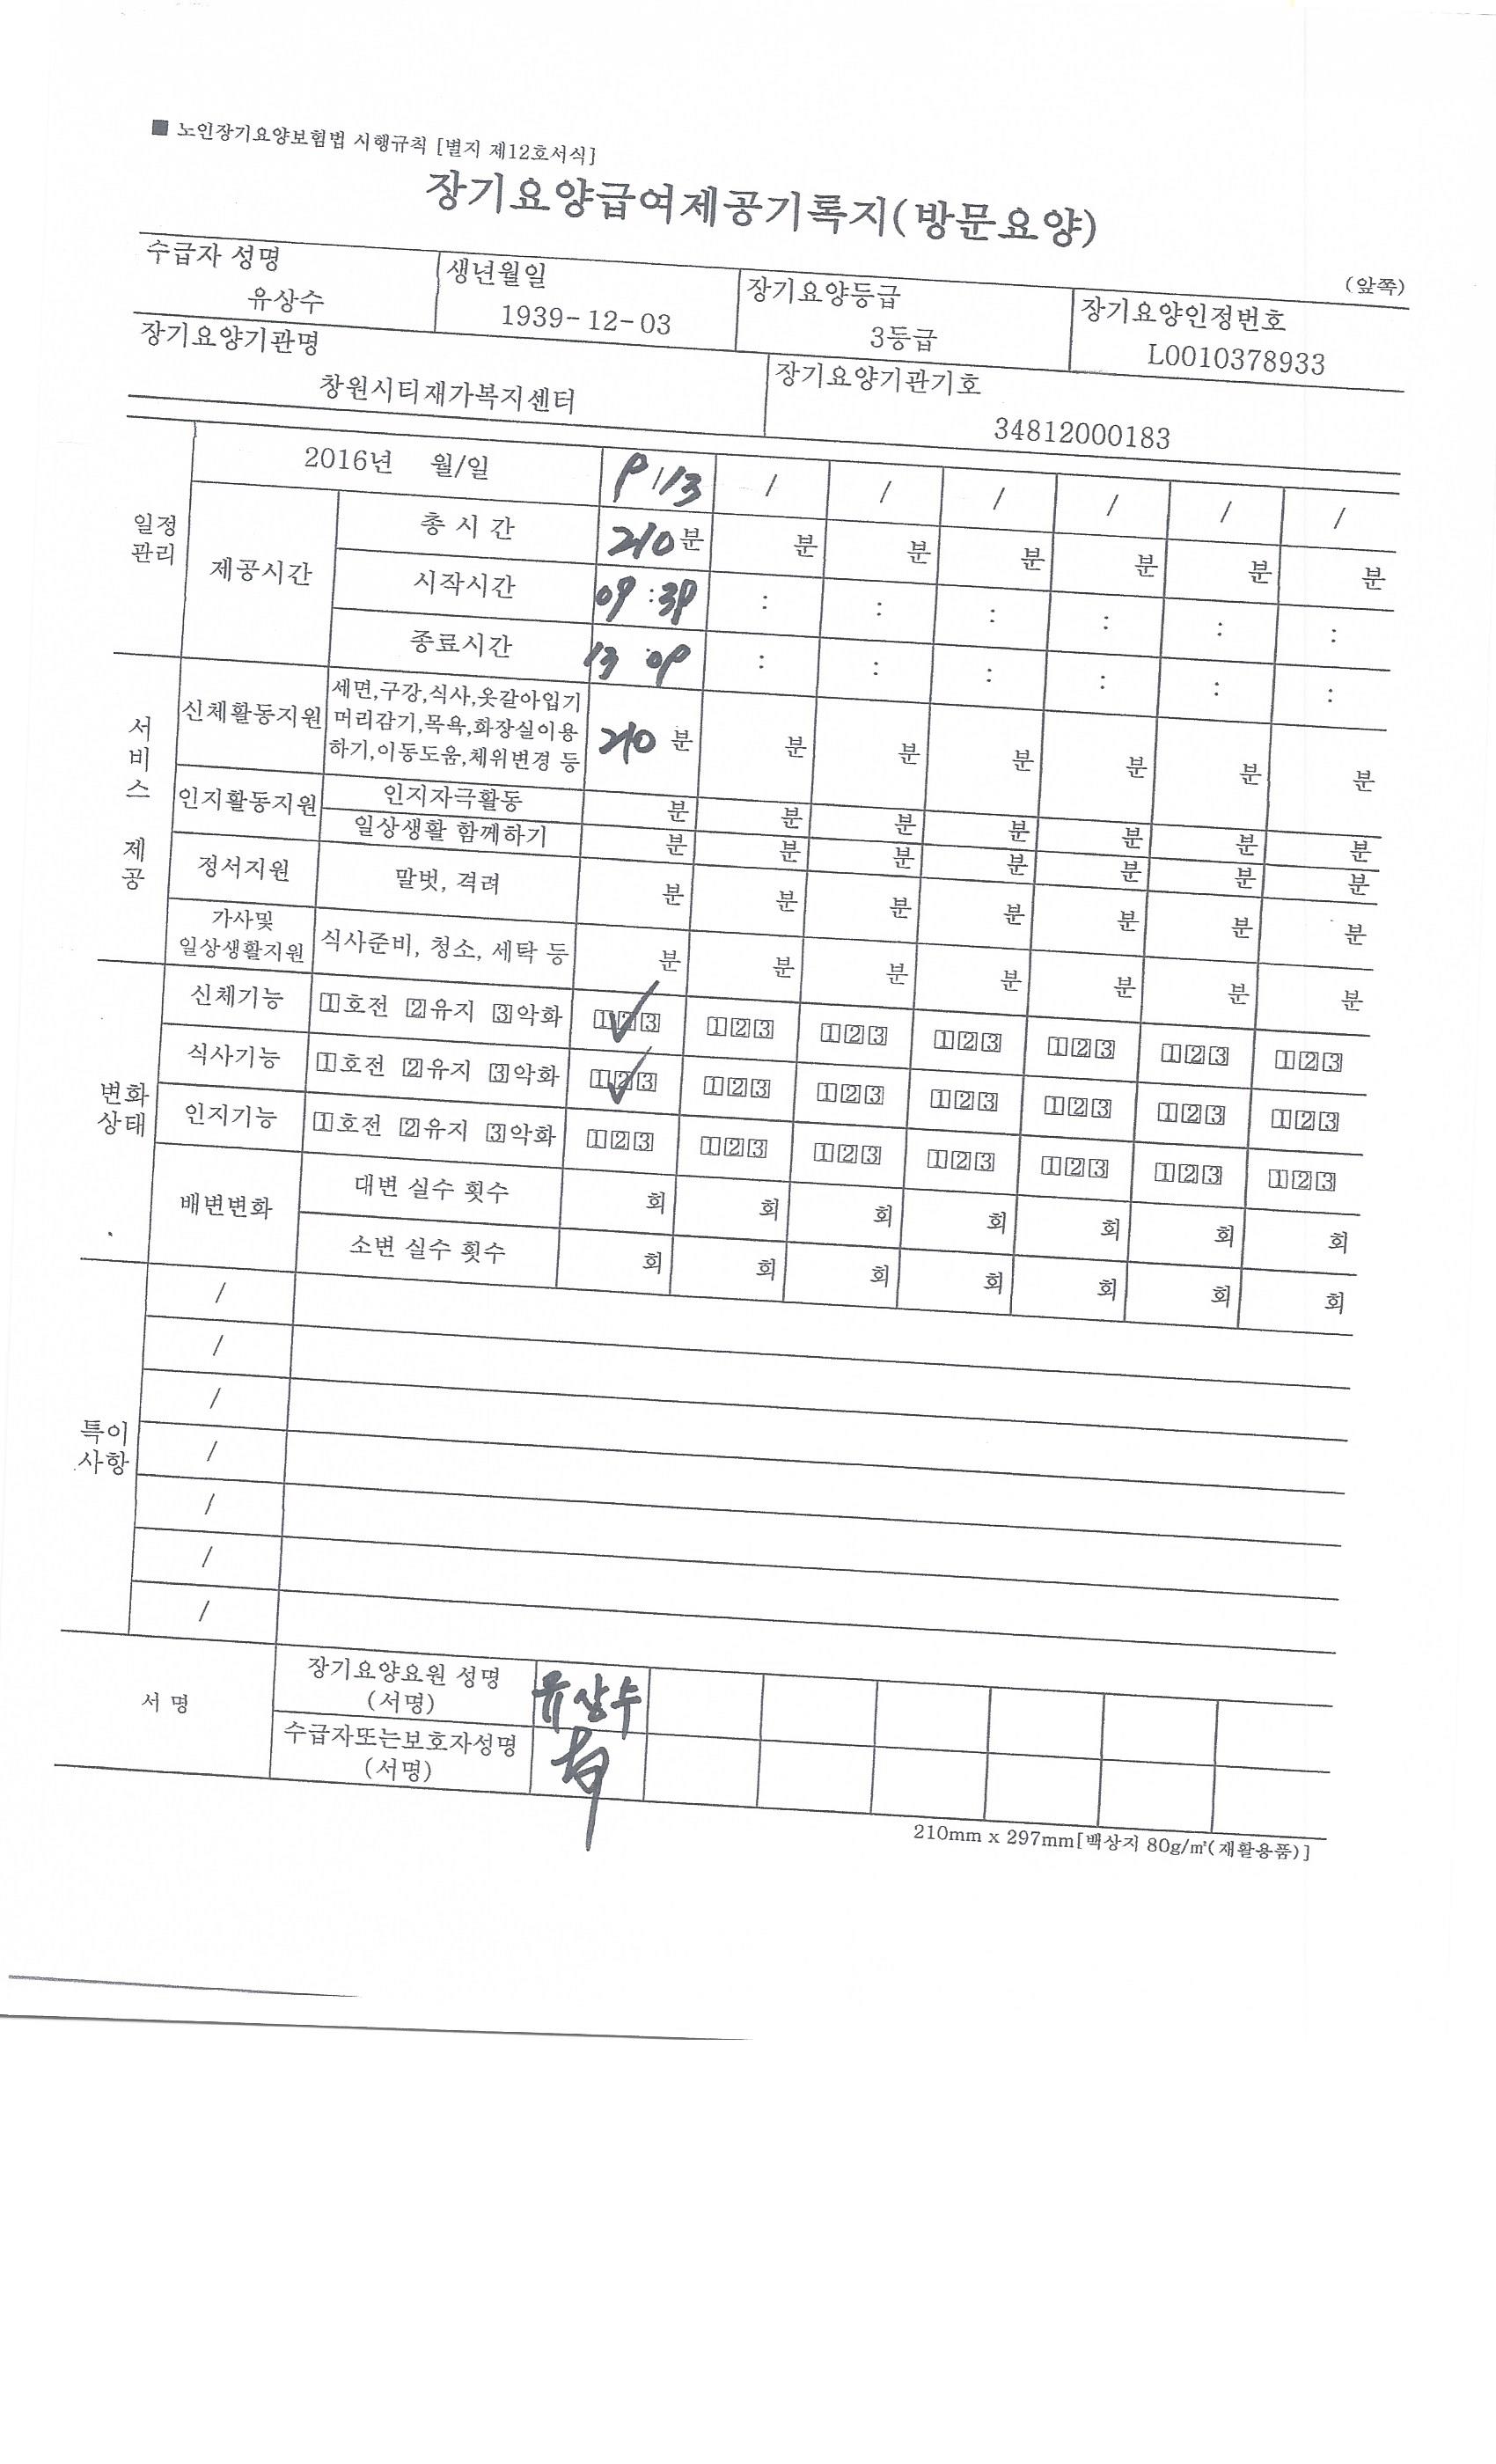 ■ 노인장기요양보험법 시행규칙 [별지 제12호서식]
장기요양급여제공기록지(방문요양)
(앞쪽)
수급자 성명 생년월일 장기요양등급 장기요양인정번호
유상수 1939-12-03 3등급 L0010378933
장기요양기관명 장기요양기관기호
창원시티재가복지센터 34812000183
일정관리 2016년 월/일 9/13 / / / / / /
제공시간 총 시 간 210분 분 분 분 분 분 분
시작시간 09:39 : : : : : :
종료시간 13:09 : : : : : :
서비스 제공 신체활동지원 세면,구강,식사,옷갈아입기
머리감기,목욕,화장실이용
하기,이동도움,체위변경 등 210 분 분 분 분 분 분 분
인지활동지원 인지자극활동 분 분 분 분 분 분 분
일상생활 함께하기 분 분 분 분 분 분 분
정서지원 말벗, 격려 분 분 분 분 분 분 분
가사및
일상생활지원 식사준비, 청소, 세탁 등 분 분 분 분 분 분 분
변화상태 신체기능 1호전 2유지 3악화 123 123 123 123 123 123 123
식사기능 1호전 2유지 3악화 123 123 123 123 123 123 123
인지기능 1호전 2유지 3악화 123 123 123 123 123 123 123
배변변화 대변 실수 횟수 회 회 회 회 회 회 회
소변 실수 횟수 회 회 회 회 회 회 회
특이사항 /
/
/
/
/
/
/
서 명 장기요양요원 성명
(서명) 유상수
수급자또는보호자성명
(서명)
210mm x 297mm[백상지 80g/㎡(재활용품)]